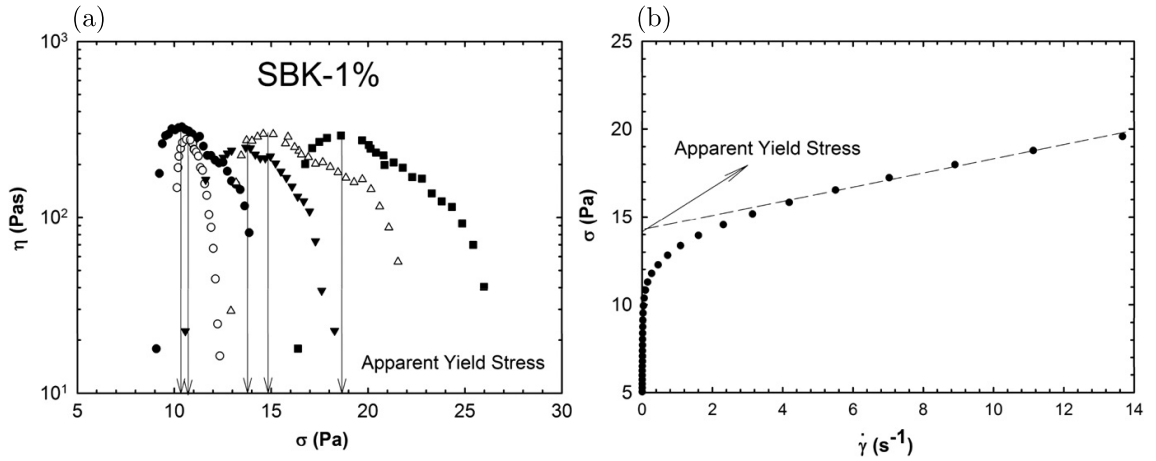 (a)
10³
SBK-1%
10²
η (Pas)
Apparent Yield Stress
10¹
5 10 15 20 25 30
σ (Pa)
(b)
25
20
Apparent Yield Stress
σ (Pa)
15
10
5
0 2 4 6 8 10 12 14
γ̇ (s⁻¹)